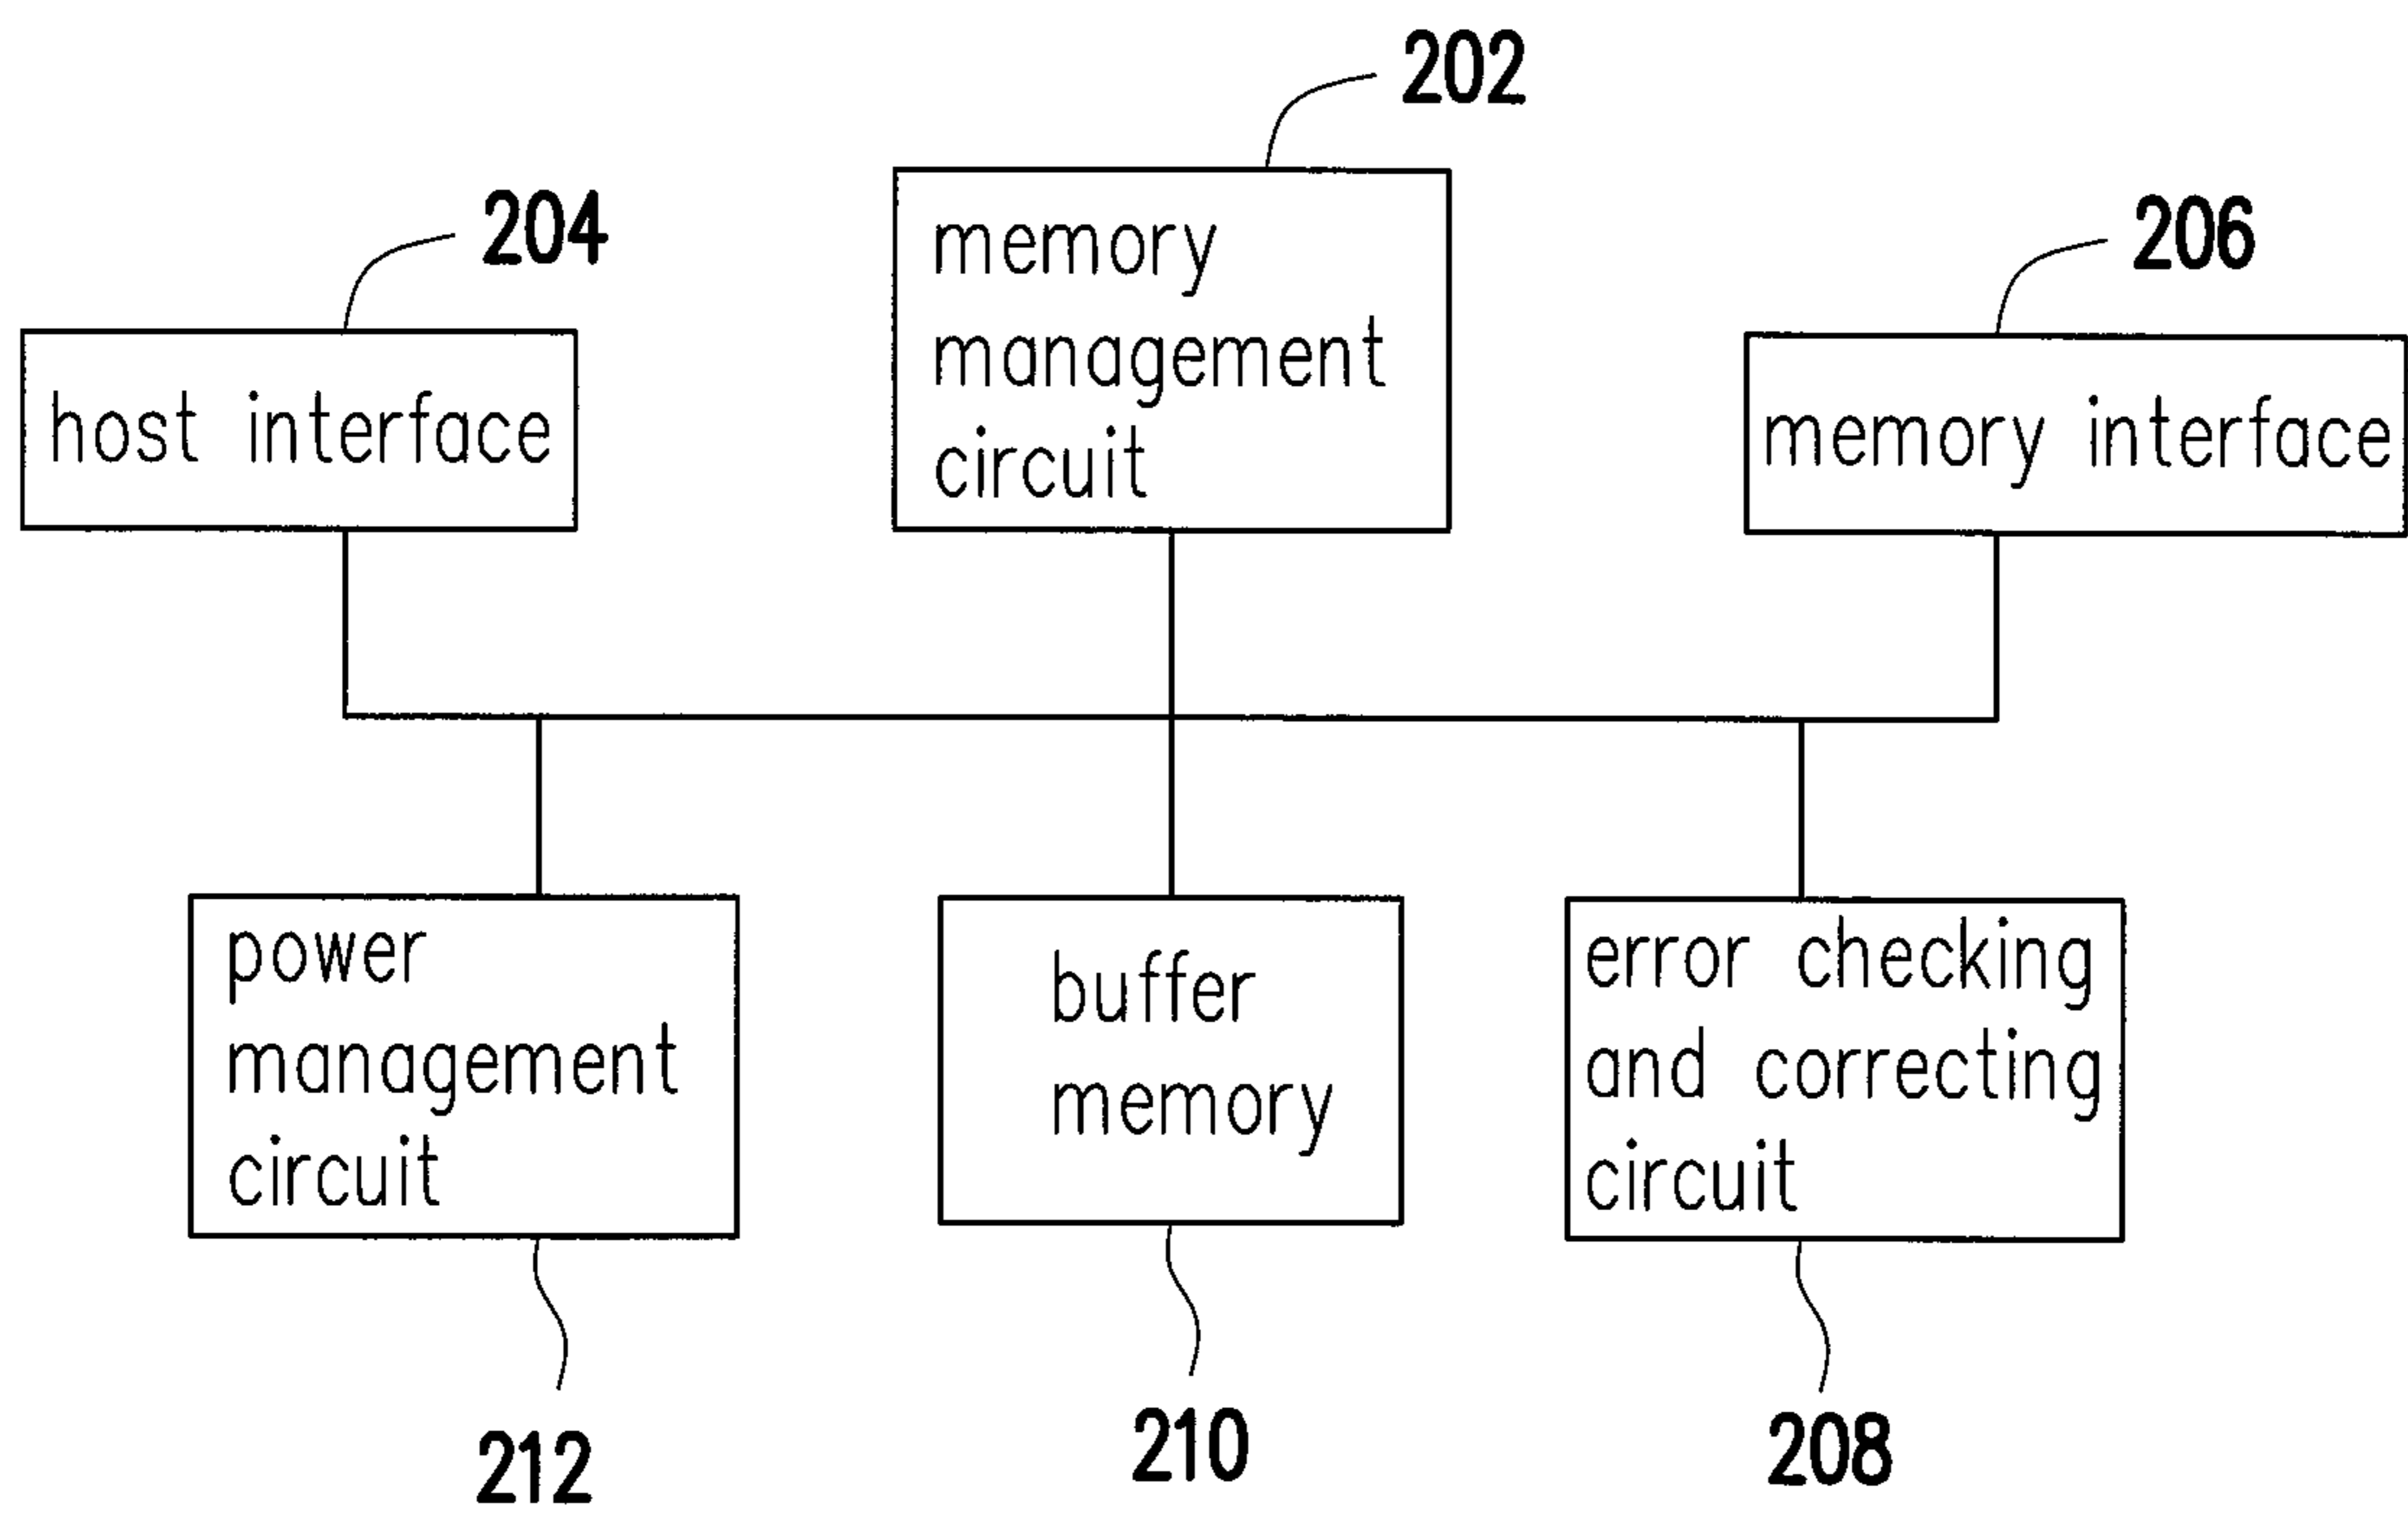 202
204
206
memory
management
circuit
host interface
memory interface
power
management
circuit
buffer
memory
error checking
and correcting
circuit
212
210
208